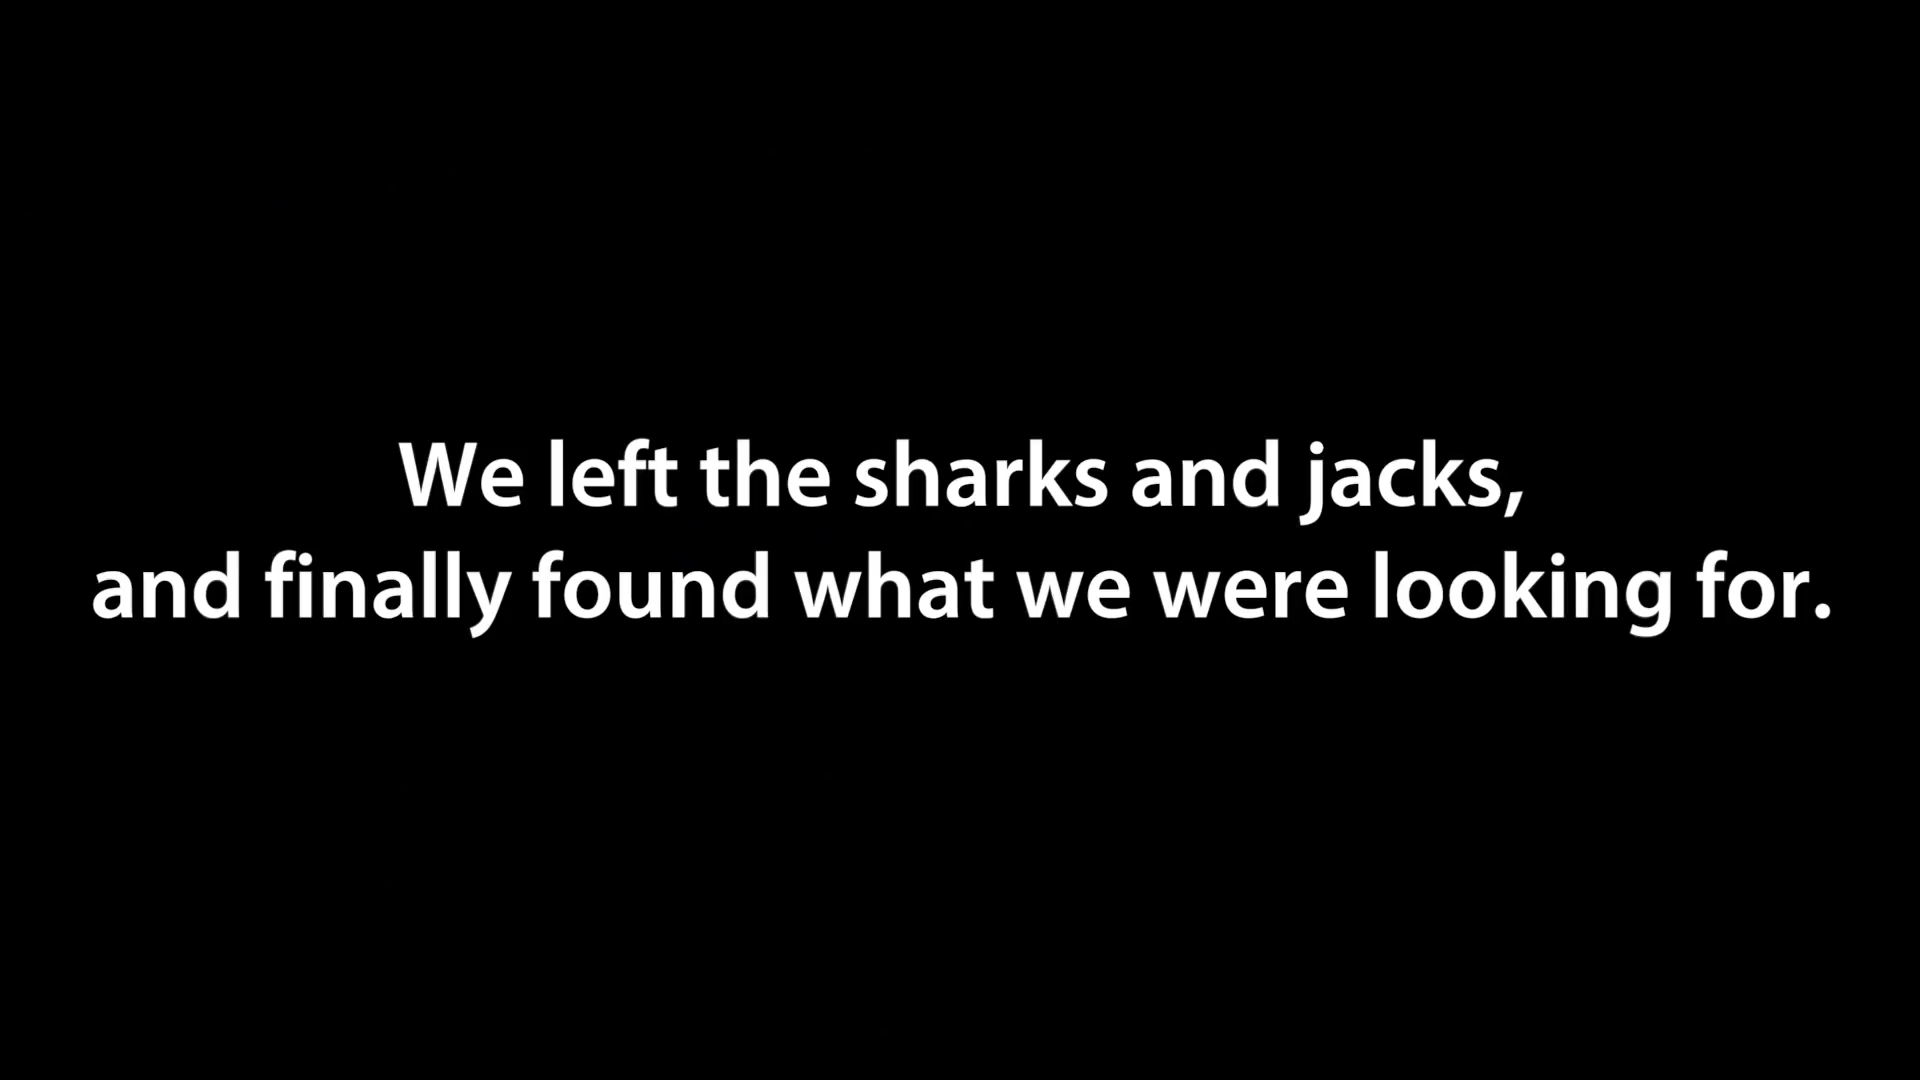 We left the sharks and jacks,
and finally found what we were looking for.